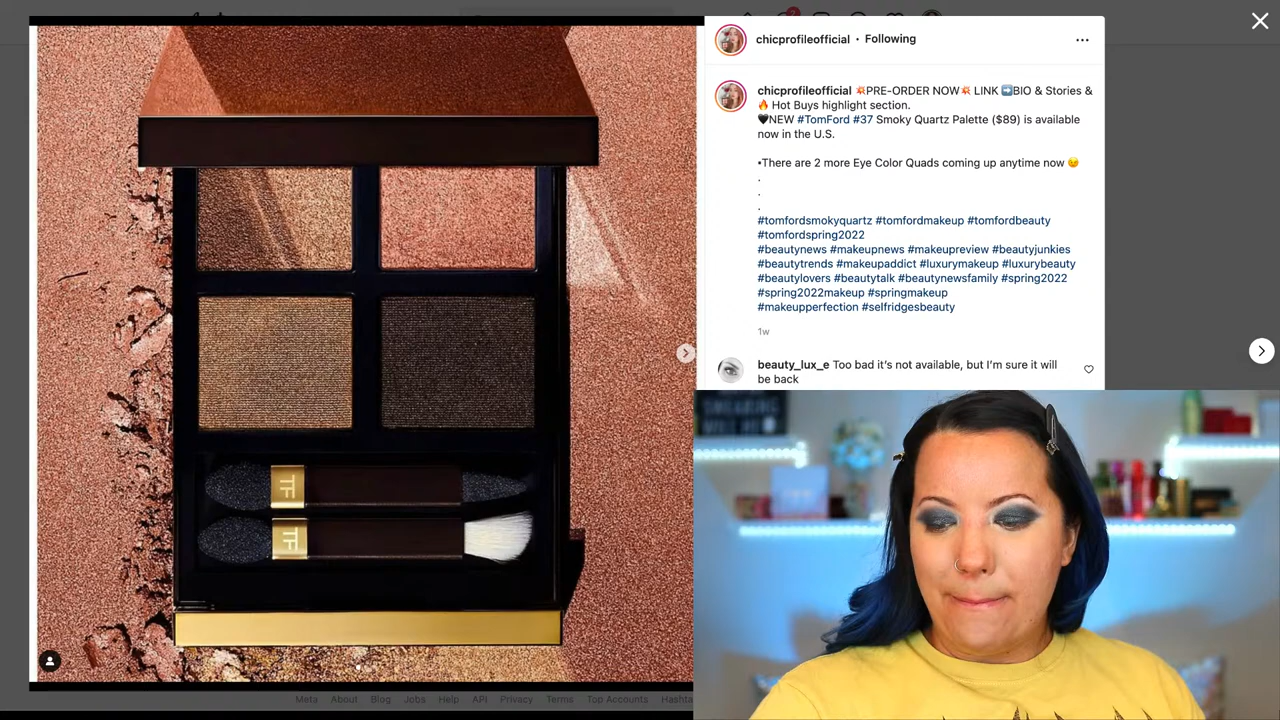 chicprofileofficial • Following
chicprofileofficial 💥PRE-ORDER NOW💥 LINK ➡️BIO & Stories &
🔥 Hot Buys highlight section.
🖤NEW #TomFord #37 Smoky Quartz Palette ($89) is available
now in the U.S.
•There are 2 more Eye Color Quads coming up anytime now 😉
.
.
.
#tomfordsmokyquartz #tomfordmakeup #tomfordbeauty
#tomfordspring2022
#beautynews #makeupnews #makeupreview #beautyjunkies
#beautytrends #makeupaddict #luxurymakeup #luxurybeauty
#beautylovers #beautytalk #beautynewsfamily #spring2022
#spring2022makeup #springmakeup
#makeupperfection #selfridgesbeauty
1w
beauty_lux_e Too bad it’s not available, but I’m sure it will
be back
TF
TF
Meta About Blog Jobs Help API Privacy Terms Top Accounts Hashta